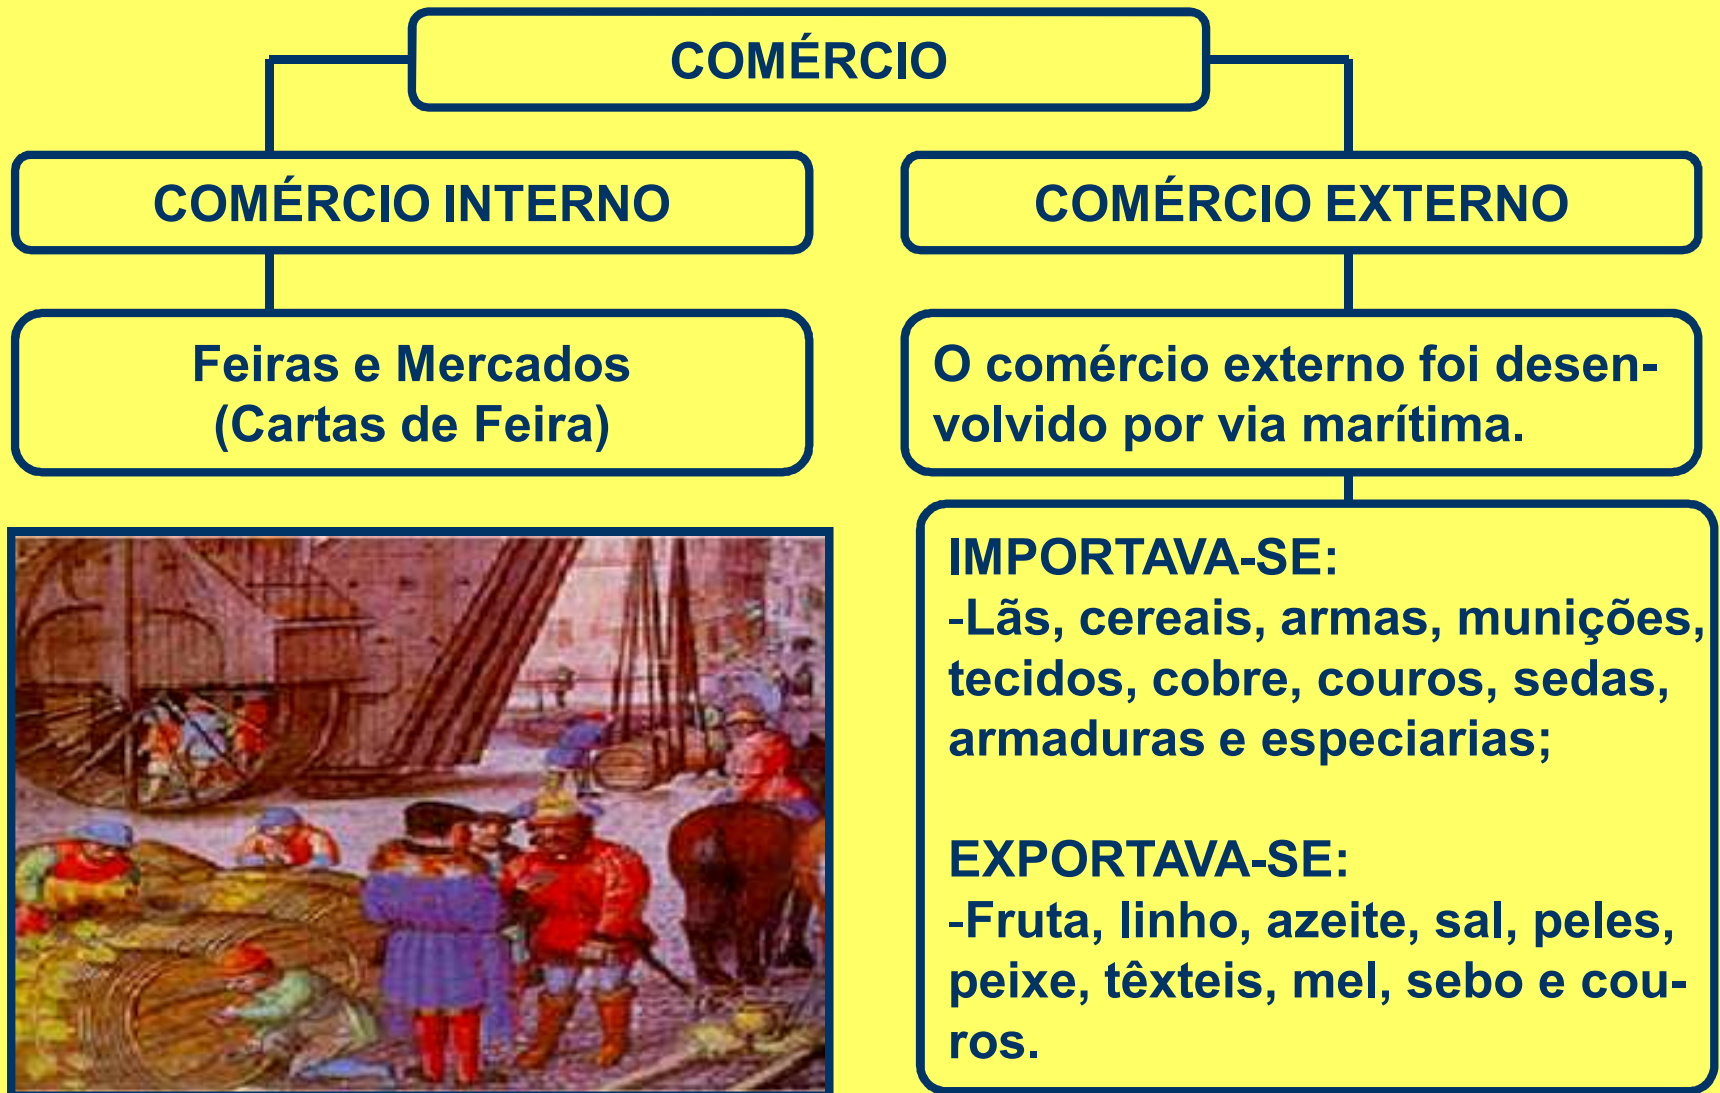 COMÉRCIO
COMÉRCIO INTERNO
Feiras e Mercados
(Cartas de Feira)
COMÉRCIO EXTERNO
O comércio externo foi desen-
volvido por via marítima.
IMPORTAVA-SE:
-Lãs, cereais, armas, munições,
tecidos, cobre, couros, sedas,
armaduras e especiarias;
EXPORTAVA-SE:
-Fruta, linho, azeite, sal, peles,
peixe, têxteis, mel, sebo e cou-
ros.